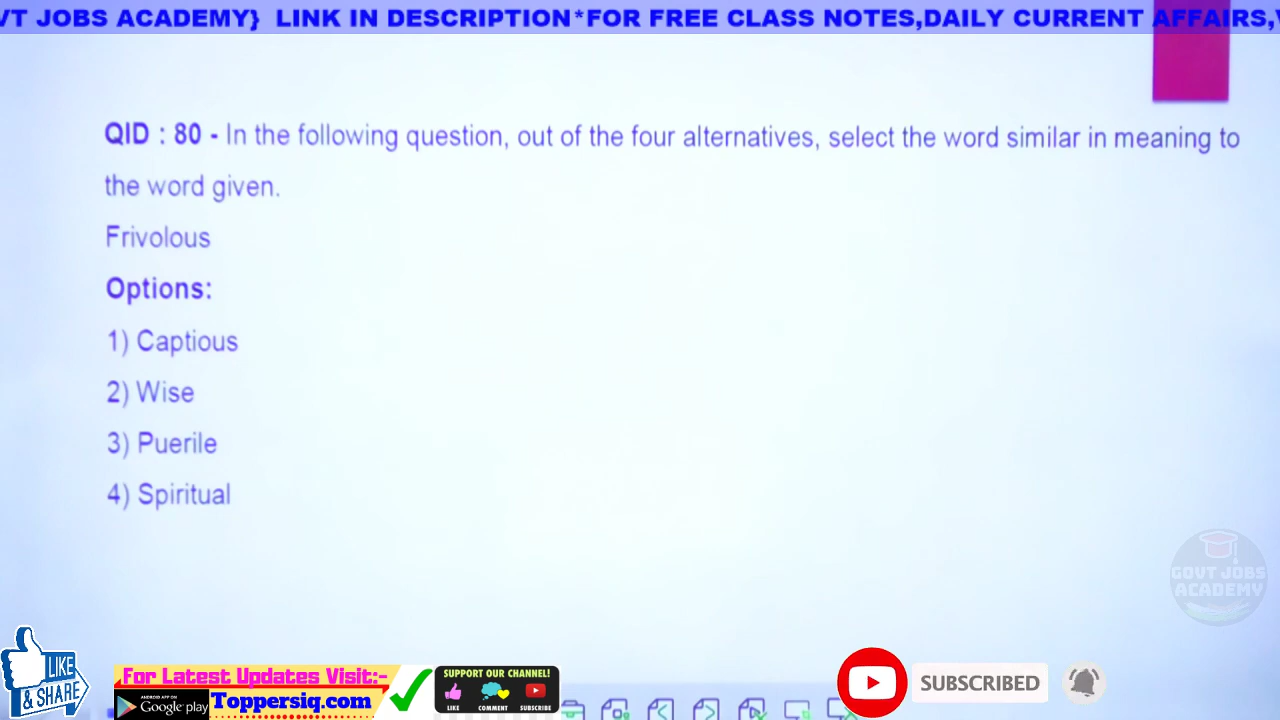 VT JOBS ACADEMY} LINK IN DESCRIPTION*FOR FREE CLASS NOTES,DAILY CURRENT AFFAIRS,
QID : 80 - In the following question, out of the four alternatives, select the word similar in meaning to
the word given.
Frivolous
Options:
1) Captious
2) Wise
3) Puerile
4) Spiritual
GOVT JOBS
ACADEMY
LIKE
& SHARE
For Latest Updates Visit:-
ANDROID APP ON
Google play
Toppersiq.com
SUPPORT OUR CHANNEL!
LIKE COMMENT SUBSCRIBE
SUBSCRIBED